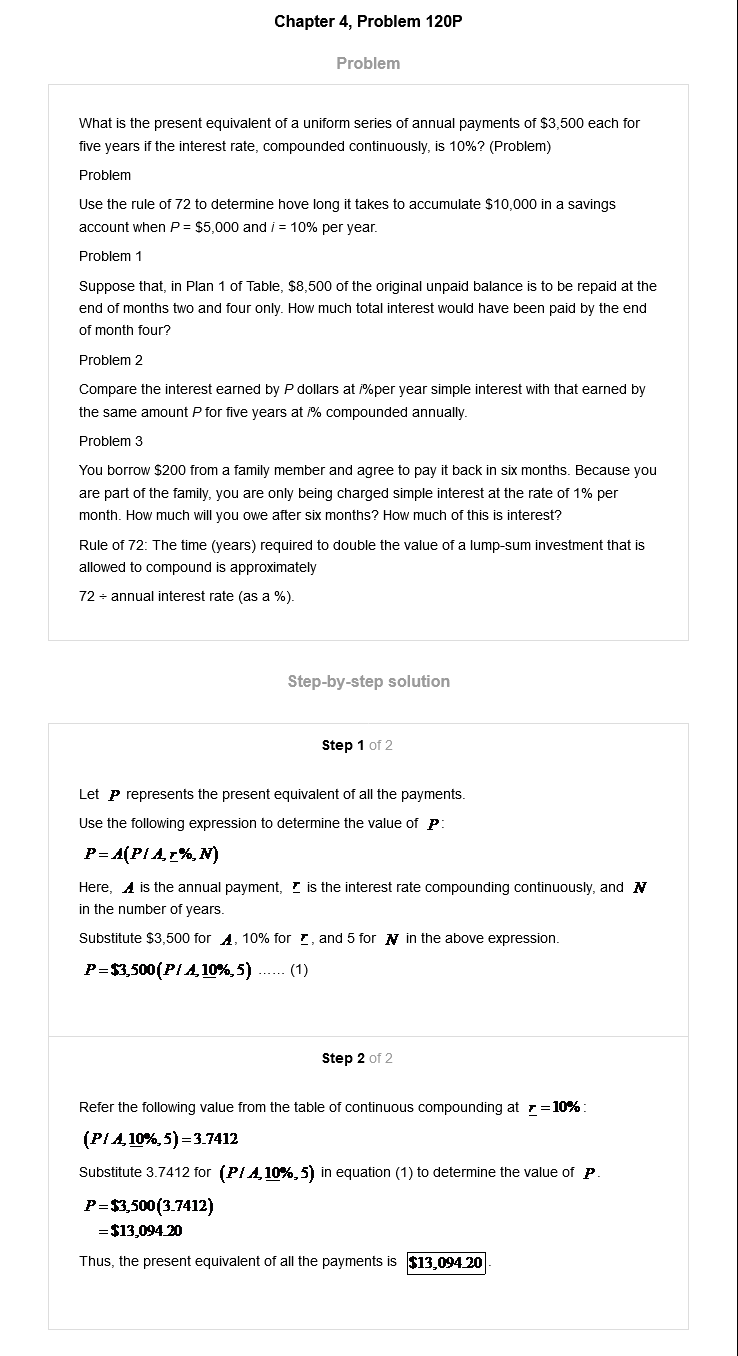 Chapter 4, Problem 120P
Problem
What is the present equivalent of a uniform series of annual payments of $3,500 each for
five years if the interest rate, compounded continuously, is 10%? (Problem)
Problem
Use the rule of 72 to determine hove long it takes to accumulate $10,000 in a savings
account when P = $5,000 and i = 10% per year.
Problem 1
Suppose that, in Plan 1 of Table, $8,500 of the original unpaid balance is to be repaid at the
end of months two and four only. How much total interest would have been paid by the end
of month four?
Problem 2
Compare the interest earned by P dollars at i%per year simple interest with that earned by
the same amount P for five years at i% compounded annually.
Problem 3
You borrow $200 from a family member and agree to pay it back in six months. Because you
are part of the family, you are only being charged simple interest at the rate of 1% per
month. How much will you owe after six months? How much of this is interest?
Rule of 72: The time (years) required to double the value of a lump-sum investment that is
allowed to compound is approximately
72 ÷ annual interest rate (as a %).
Step-by-step solution
Step 1 of 2
Let P represents the present equivalent of all the payments.
Use the following expression to determine the value of P:
P = A(P/A, r%, N)
Here, A is the annual payment, r is the interest rate compounding continuously, and N
in the number of years.
Substitute $3,500 for A, 10% for r, and 5 for N in the above expression.
P = $3,500(P/A, 10%, 5) ...... (1)
Step 2 of 2
Refer the following value from the table of continuous compounding at r = 10%:
(P/A, 10%, 5) = 3.7412
Substitute 3.7412 for (P/A, 10%, 5) in equation (1) to determine the value of P.
P = $3,500(3.7412)
= $13,094.20
Thus, the present equivalent of all the payments is $13,094.20.